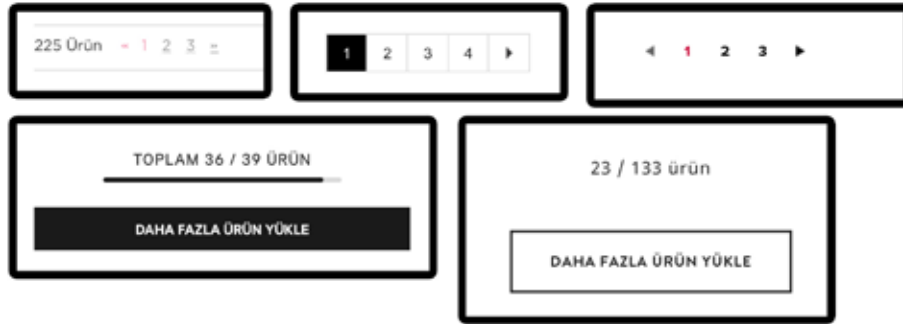 225 Ürün « 1 2 3 »
1 2 3 4
1 2 3
TOPLAM 36 / 39 ÜRÜN
DAHA FAZLA ÜRÜN YÜKLE
23 / 133 ürün
DAHA FAZLA ÜRÜN YÜKLE